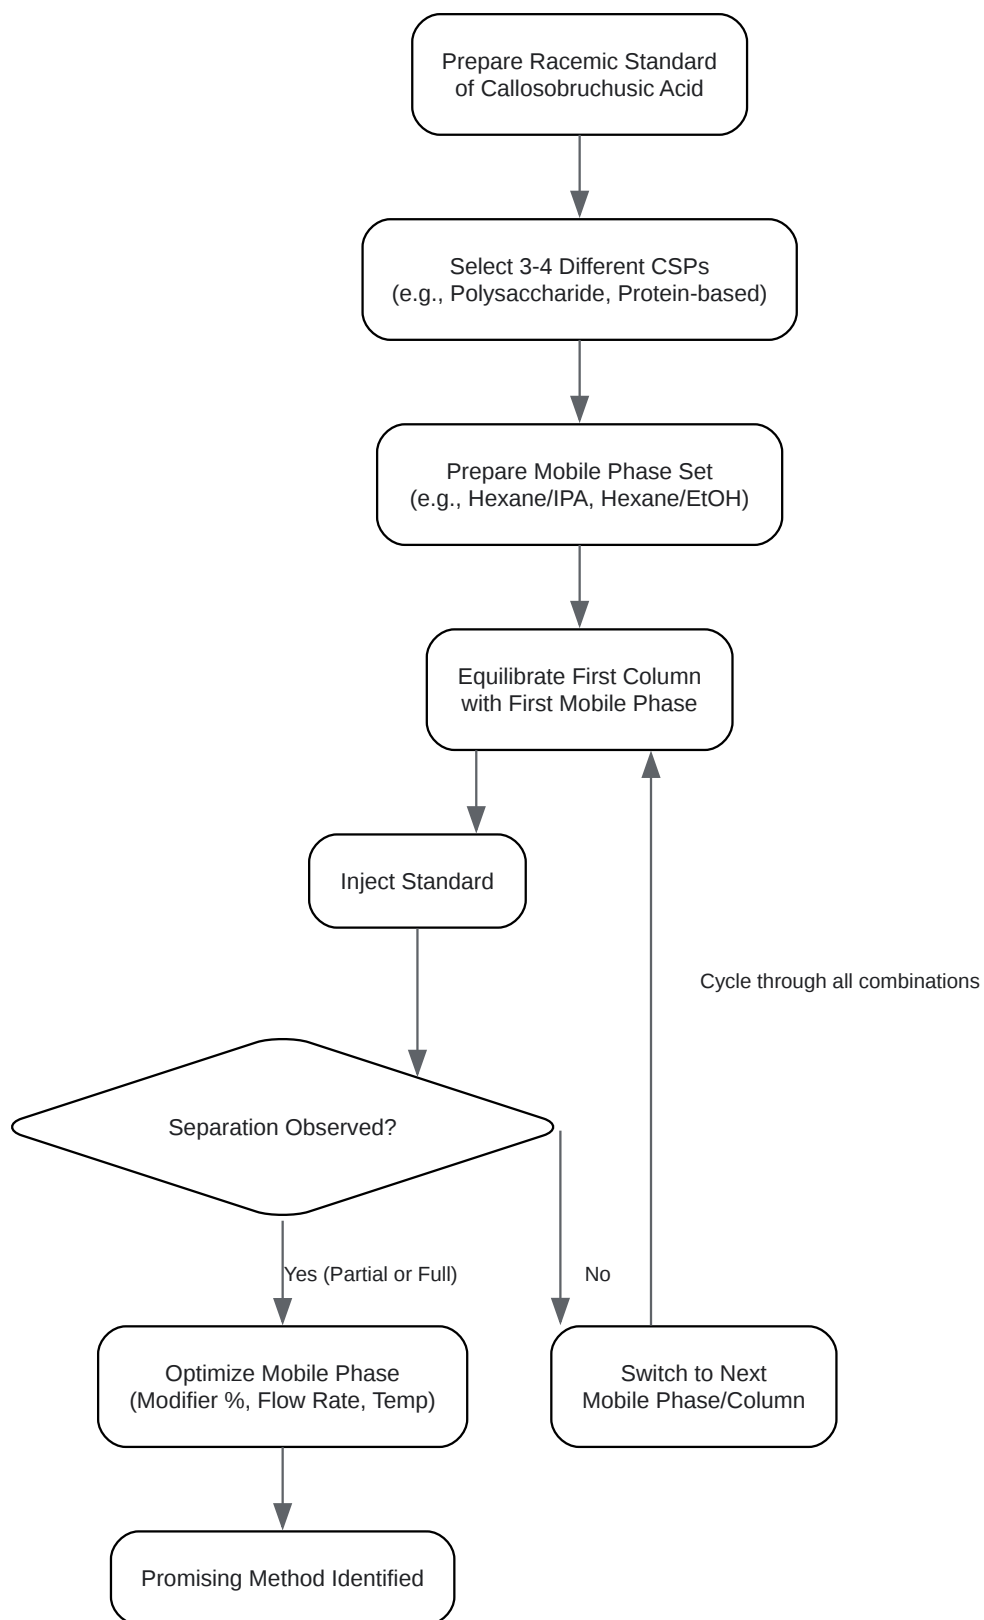 Prepare Racemic Standard
of Callosobruchusic Acid
Select 3-4 Different CSPs
(e.g., Polysaccharide, Protein-based)
Prepare Mobile Phase Set
(e.g., Hexane/IPA, Hexane/EtOH)
Equilibrate First Column
with First Mobile Phase
Inject Standard
Cycle through all combinations
Separation Observed?
Yes (Partial or Full)
No
Optimize Mobile Phase
(Modifier %, Flow Rate, Temp)
Switch to Next
Mobile Phase/Column
Promising Method Identified